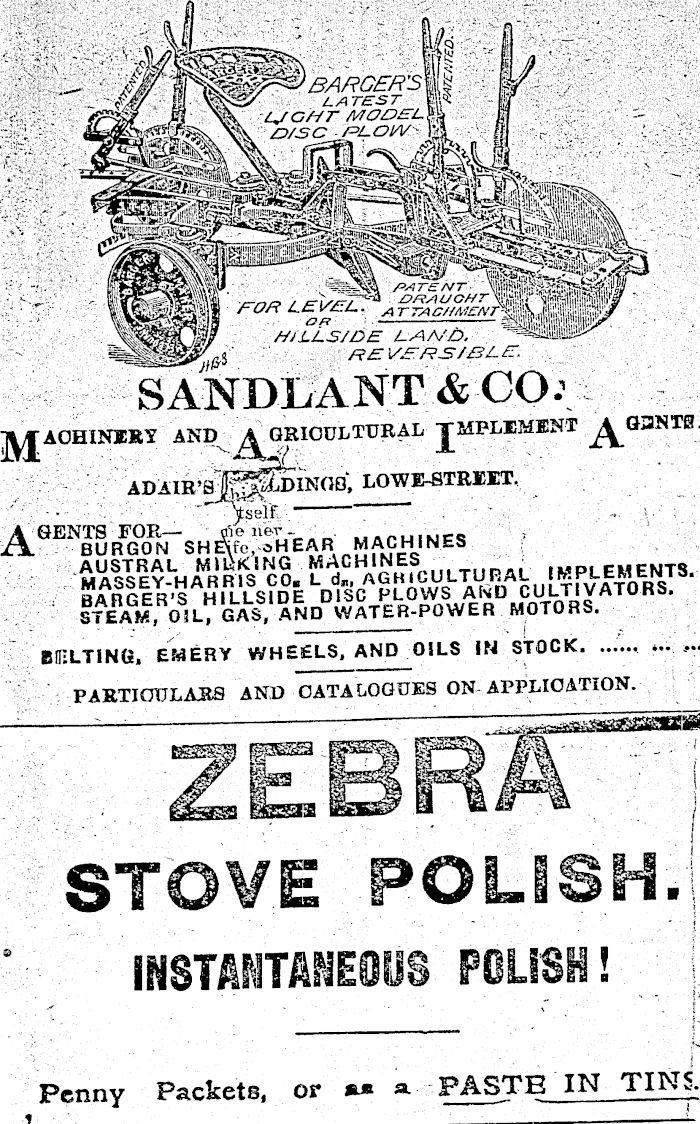 PATENTED
PATENTED
BARGER'S
LATEST
LIGHT MODEL
DISC PLOW
PATENT
DRAUGHT
ATTACHMENT
FOR LEVEL.
OR
HILLSIDE LAND.
REVERSIBLE.
HBS
SANDLANT & CO.
MACHINERY AND AGRICULTURAL IMPLEMENT AGENTS.
ADAIR'S LDINGS, LOWE-STREET.
itself
AGENTS FOR—
BURGON SHE SHEAR MACHINES
AUSTRAL MILKING MACHINES
MASSEY-HARRIS CO. L d., AGRICULTURAL IMPLEMENTS.
BARGER'S HILLSIDE DISC PLOWS AND CULTIVATORS.
STEAM, OIL, GAS, AND WATER-POWER MOTORS.
BELTING, EMERY WHEELS, AND OILS IN STOCK. ...... ... ...
PARTICULARS AND CATALOGUES ON APPLICATION.
ZEBRA
STOVE POLISH.
INSTANTANEOUS POLISH!
Penny Packets, or as a PASTE IN TINS.